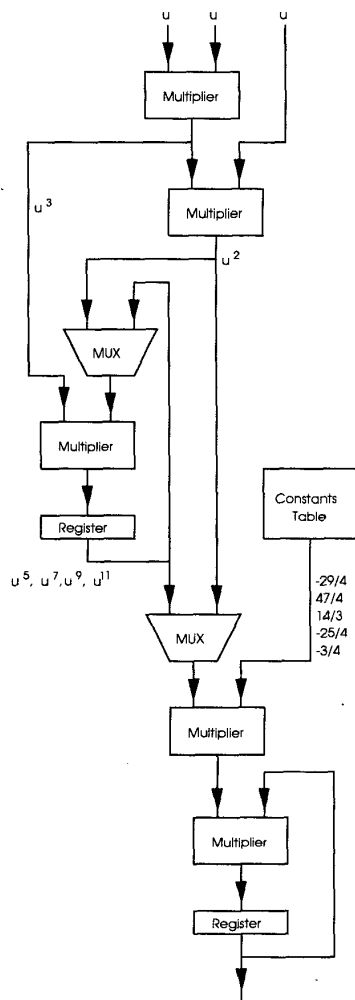 u u u
Multiplier
u³
Multiplier
u²
MUX
Multiplier
Constants
Table
Register
u⁵, u⁷, u⁹, u¹¹
-29/4
47/4
14/3
-25/4
-3/4
MUX
Multiplier
Multiplier
Register